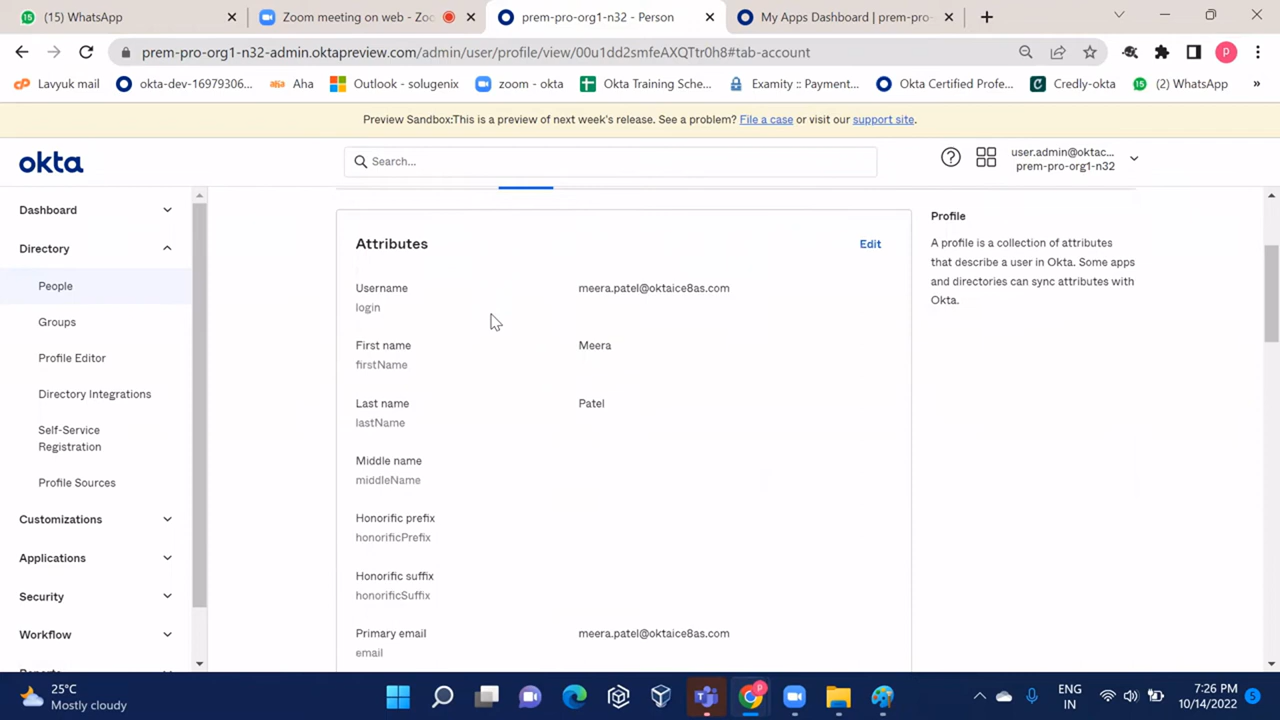 (15) WhatsApp
Zoom meeting on web - Zoo
prem-pro-org1-n32 - Person
My Apps Dashboard | prem-pro-
prem-pro-org1-n32-admin.oktapreview.com/admin/user/profile/view/00u1dd2smfeAXQTtr0h8#tab-account
P
Lavyuk mail
okta-dev-16979306...
Aha
Outlook - solugenix
zoom - okta
Okta Training Sche...
Examity :: Payment...
Okta Certified Profe...
Credly-okta
(2) WhatsApp
»
Preview Sandbox:This is a preview of next week's release. See a problem? File a case or visit our support site.
okta
Search...
user.admin@oktac...
prem-pro-org1-n32
Dashboard
Directory
People
Groups
Profile Editor
Directory Integrations
Self-Service
Registration
Profile Sources
Customizations
Applications
Security
Workflow
Attributes
Edit
Username
meera.patel@oktaice8as.com
login
First name
Meera
firstName
Last name
Patel
lastName
Middle name
middleName
Honorific prefix
honorificPrefix
Honorific suffix
honorificSuffix
Primary email
meera.patel@oktaice8as.com
email
Profile
A profile is a collection of attributes
that describe a user in Okta. Some apps
and directories can sync attributes with
Okta.
25°C
Mostly cloudy
ENG
IN
7:26 PM
10/14/2022
5